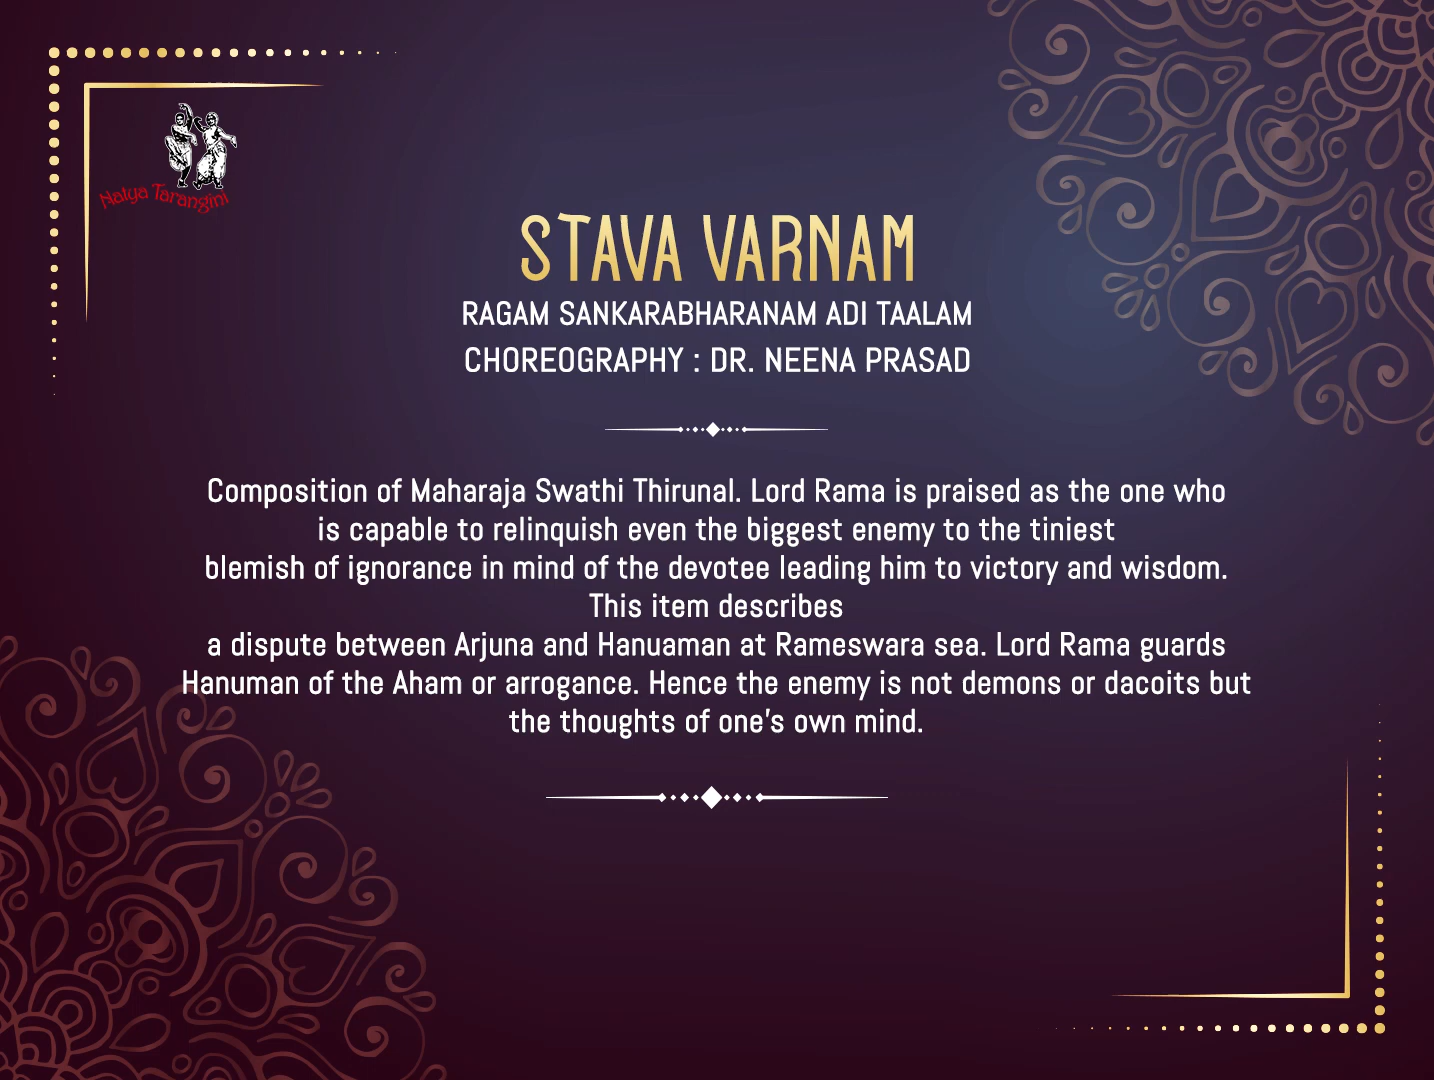 Natya Tarangini
STAVA VARNAM
RAGAM SANKARABHARANAM ADI TAALAM
CHOREOGRAPHY : DR. NEENA PRASAD
Composition of Maharaja Swathi Thirunal. Lord Rama is praised as the one who
is capable to relinquish even the biggest enemy to the tiniest
blemish of ignorance in mind of the devotee leading him to victory and wisdom.
This item describes
a dispute between Arjuna and Hanuaman at Rameswara sea. Lord Rama guards
Hanuman of the Aham or arrogance. Hence the enemy is not demons or dacoits but
the thoughts of one's own mind.